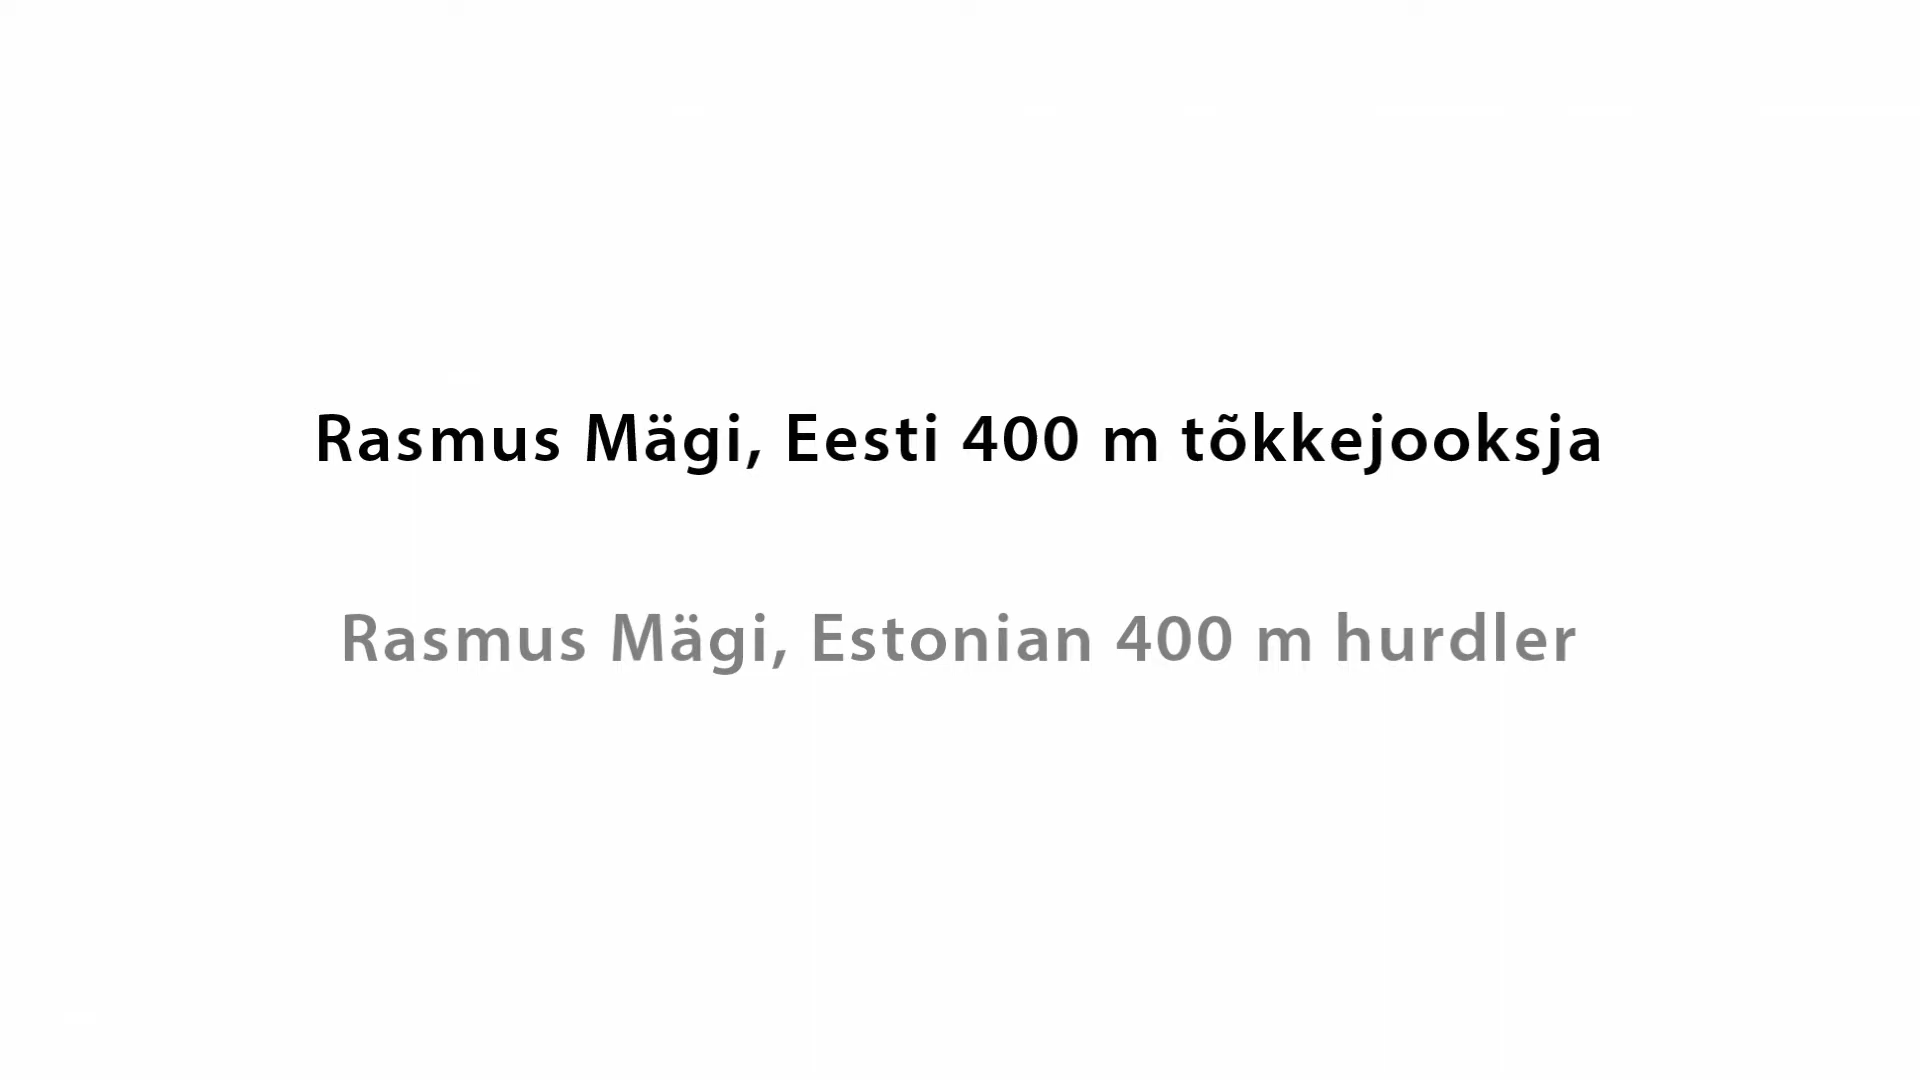 Rasmus Mägi, Eesti 400 m tõkkejooksja
Rasmus Mägi, Estonian 400 m hurdler